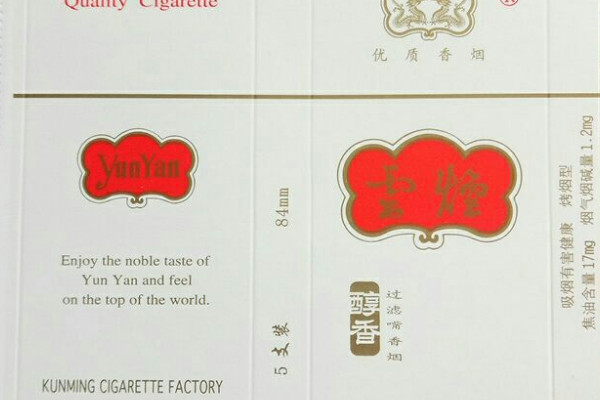 Quality Cigarette
优质香烟
®
YunYan
Enjoy the noble taste of
Yun Yan and feel
on the top of the world.
KUNMING CIGARETTE FACTORY
84mm
5支装
雲煙
醇香
过滤嘴香烟
吸烟有害健康 烤烟型
焦油含量17mg 烟气烟碱量1.2mg